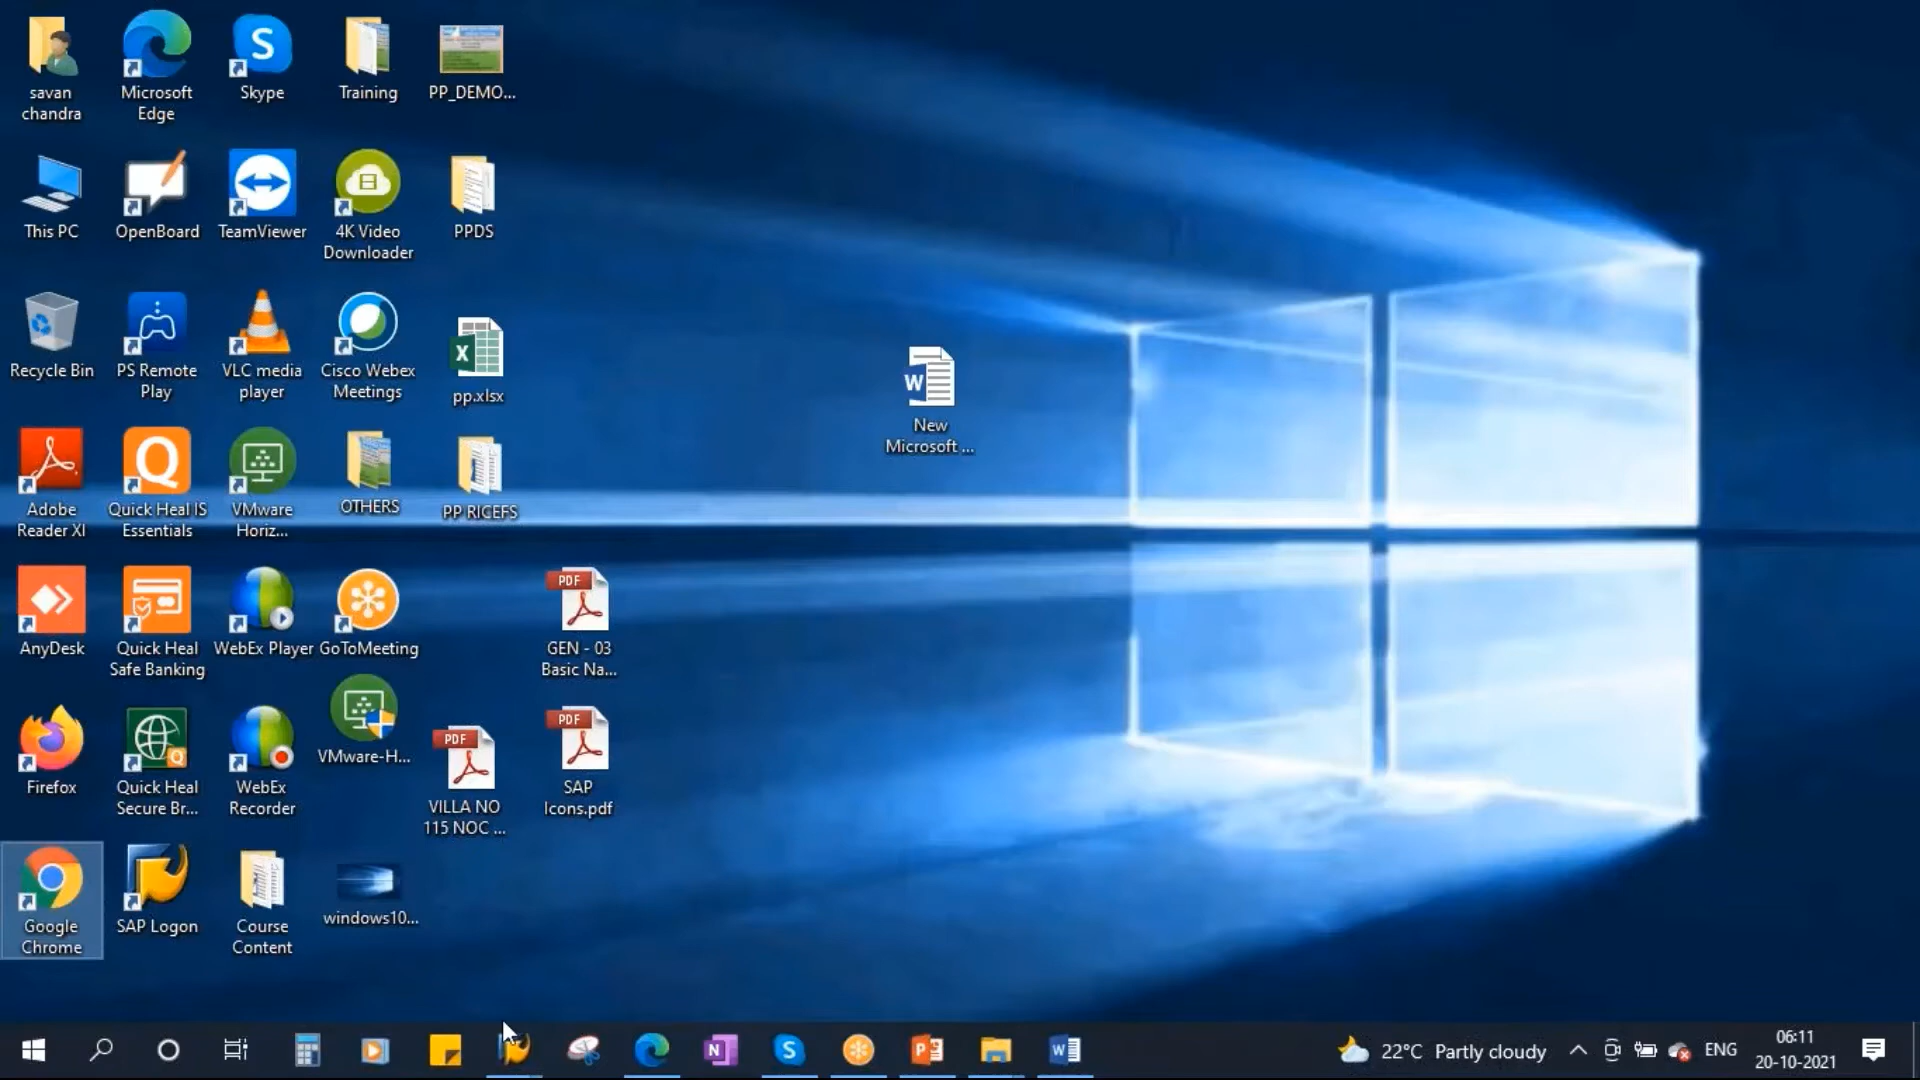 savan
chandra
Microsoft
Edge
Skype
Training
PP_DEMO...
This PC
OpenBoard
TeamViewer
4K Video
Downloader
PPDS
Recycle Bin
PS Remote
Play
VLC media
player
Cisco Webex
Meetings
pp.xlsx
New
Microsoft ...
Adobe
Reader XI
Quick Heal IS
Essentials
VMware
Horiz...
OTHERS
PP RICEFS
AnyDesk
Quick Heal
Safe Banking
WebEx Player
GoToMeeting
PDF
GEN - 03
Basic Na...
Firefox
Quick Heal
Secure Br...
WebEx
Recorder
VMware-H...
PDF
VILLA NO
115 NOC ...
PDF
SAP
Icons.pdf
Google
Chrome
SAP Logon
Course
Content
windows10...
22°C Partly cloudy
ENG
06:11
20-10-2021